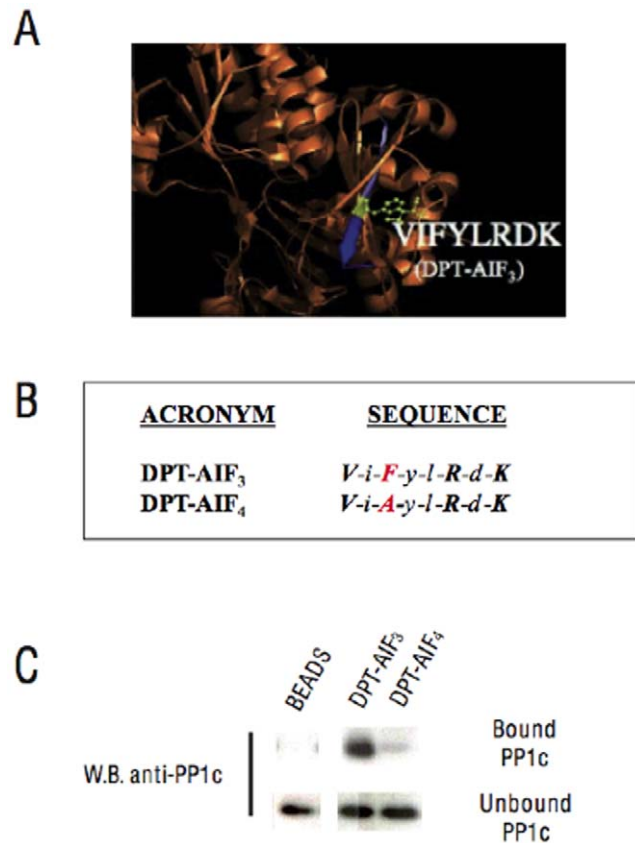 A
VIFYLRDK
(DPT-AIF₃)
B
ACRONYM SEQUENCE
DPT-AIF₃ V-i-F-y-l-R-d-K
DPT-AIF₄ V-i-A-y-l-R-d-K
C
BEADS DPT-AIF³ DPT-AIF₄
W.B. anti-PP1c
Bound
PP1c
Unbound
PP1c